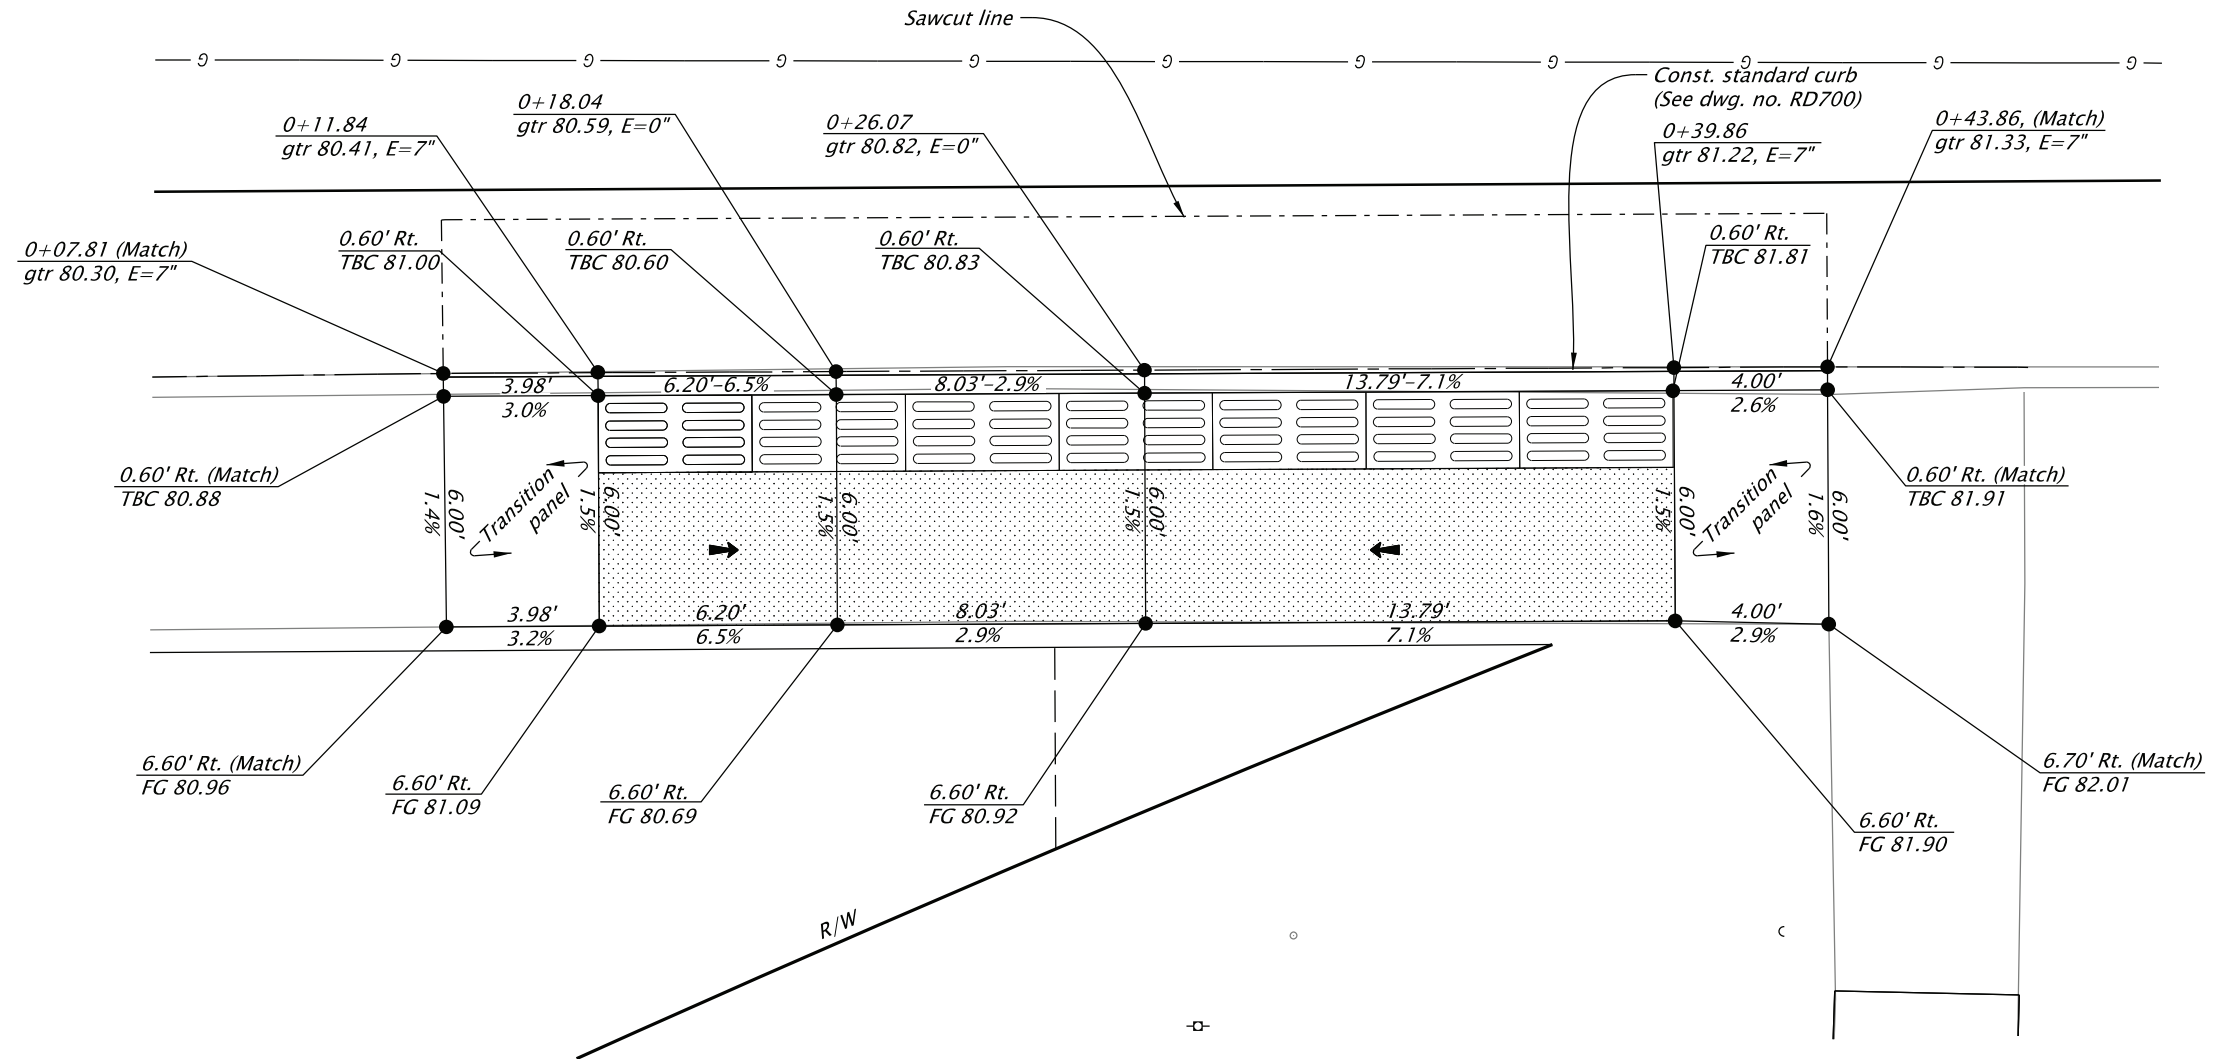 Sawcut line
G G G G G G G G G G G
Const. standard curb
(See dwg. no. RD700)
0+18.04
gtr 80.59, E=0"
0+11.84
gtr 80.41, E=7"
0+26.07
gtr 80.82, E=0"
0+39.86
gtr 81.22, E=7"
0+43.86, (Match)
gtr 81.33, E=7"
0+07.81 (Match)
gtr 80.30, E=7"
0.60' Rt.
TBC 81.00
0.60' Rt.
TBC 80.60
0.60' Rt.
TBC 80.83
0.60' Rt.
TBC 81.81
3.98'
3.0%
6.20'–6.5%
8.03'–2.9%
13.79'–7.1%
4.00'
2.6%
0.60' Rt. (Match)
TBC 80.88
6.00'
1.4%
Transition
panel
6.00'
1.5%
6.00'
1.5%
6.00'
1.5%
6.00'
1.5%
Transition
panel
6.00'
1.6%
0.60' Rt. (Match)
TBC 81.91
3.98'
3.2%
6.20'
6.5%
8.03'
2.9%
13.79'
7.1%
4.00'
2.9%
6.60' Rt. (Match)
FG 80.96
6.60' Rt.
FG 81.09
6.60' Rt.
FG 80.69
6.60' Rt.
FG 80.92
6.60' Rt.
FG 81.90
6.70' Rt. (Match)
FG 82.01
R/W